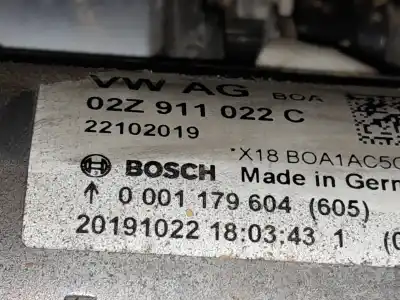 VW AG BOA
02Z 911 022 C
22102019
*X18 BOA1AC50
BOSCH Made in Germ
↑ 0 001 179 604 (605)
20191022 18:03:43 1 (0